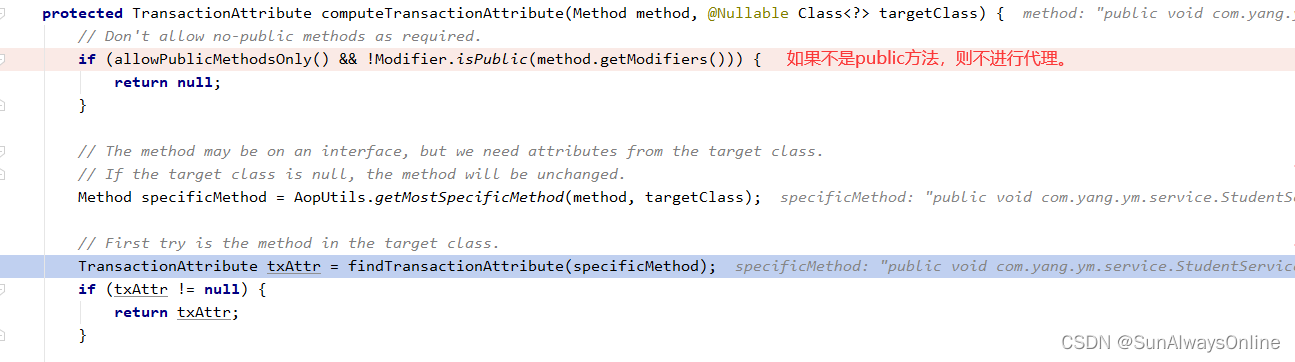 protected TransactionAttribute computeTransactionAttribute(Method method, @Nullable Class<?> targetClass) {  method: "public void com.yang.y
// Don't allow no-public methods as required.
if (allowPublicMethodsOnly() && !Modifier.isPublic(method.getModifiers())) {  如果不是public方法，则不进行代理。
return null;
}
// The method may be on an interface, but we need attributes from the target class.
// If the target class is null, the method will be unchanged.
Method specificMethod = AopUtils.getMostSpecificMethod(method, targetClass);  specificMethod: "public void com.yang.ym.service.StudentSe
// First try is the method in the target class.
TransactionAttribute txAttr = findTransactionAttribute(specificMethod);  specificMethod: "public void com.yang.ym.service.StudentService
if (txAttr != null) {
return txAttr;
}
CSDN @SunAlwaysOnline